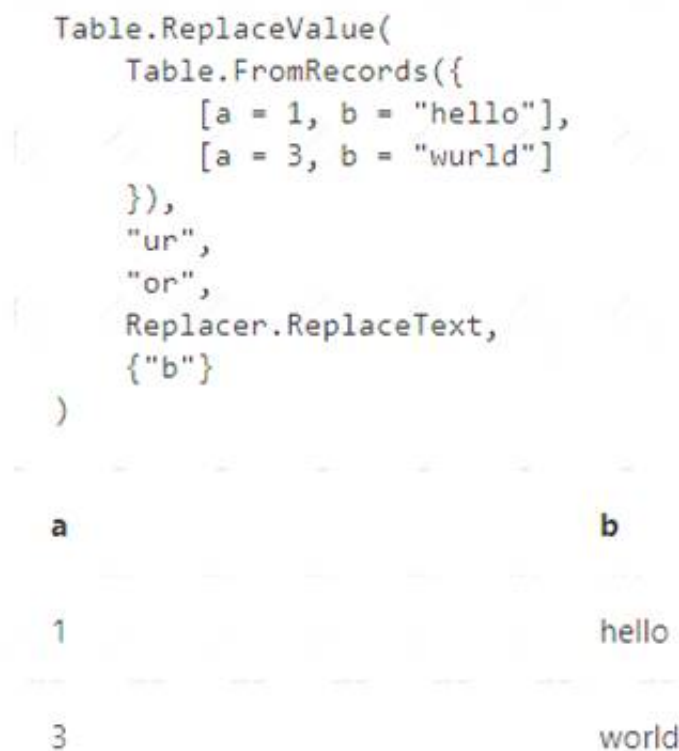 Table.ReplaceValue(
Table.FromRecords({
[a = 1, b = "hello"],
[a = 3, b = "wurld"]
}),
"ur",
"or",
Replacer.ReplaceText,
{"b"}
)
a b
1 hello
3 world